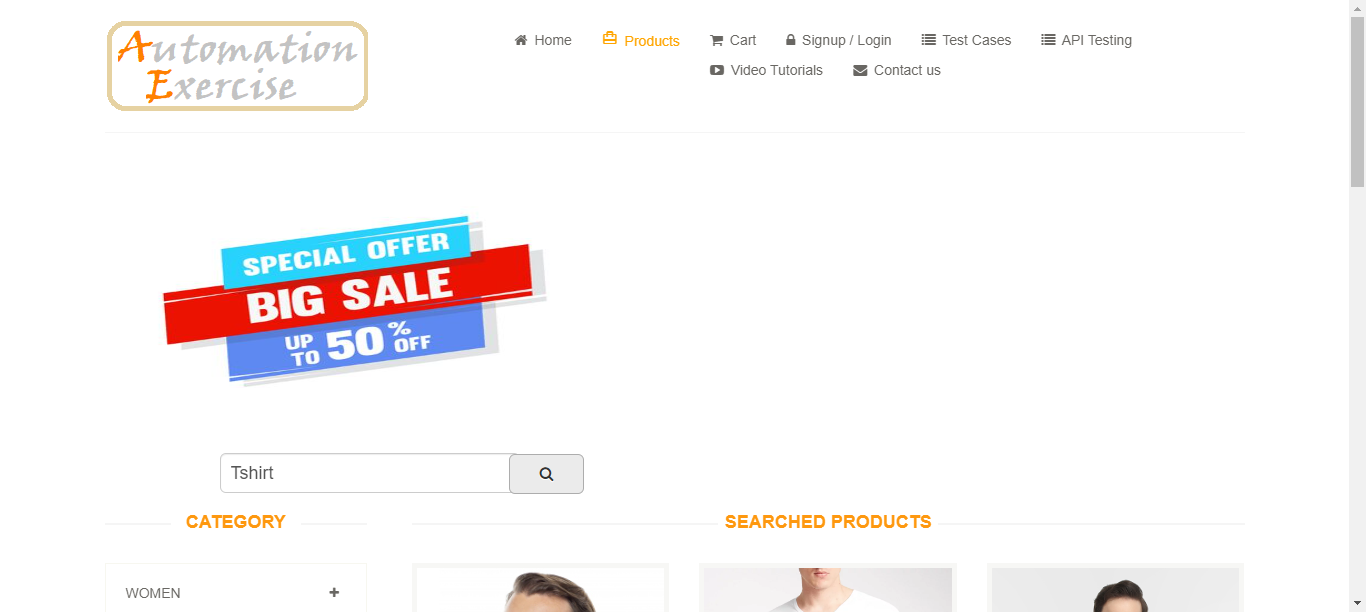 Automation
Exercise
Home Products Cart Signup / Login Test Cases API Testing
Video Tutorials Contact us
SPECIAL OFFER
BIG SALE
UP TO 50% OFF
Tshirt
CATEGORY SEARCHED PRODUCTS
WOMEN